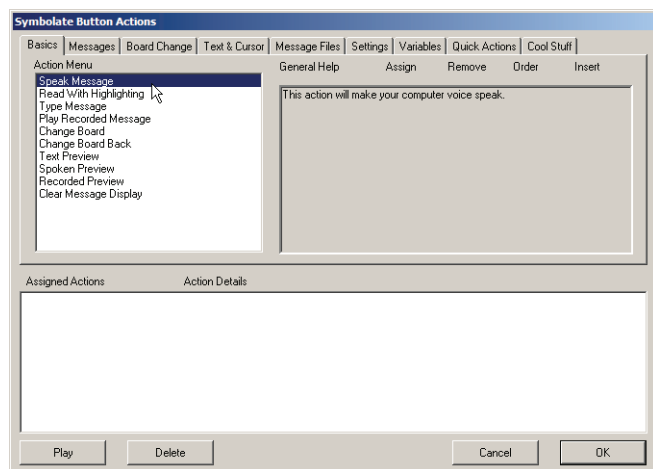 Symbolate Button Actions
Basics Messages Board Change Text & Cursor Message Files Settings Variables Quick Actions Cool Stuff
Action Menu
General Help Assign Remove Order Insert
Speak Message
Read With Highlighting
Type Message
Play Recorded Message
Change Board
Change Board Back
Text Preview
Spoken Preview
Recorded Preview
Clear Message Display
This action will make your computer voice speak.
Assigned Actions Action Details
Play Delete Cancel OK